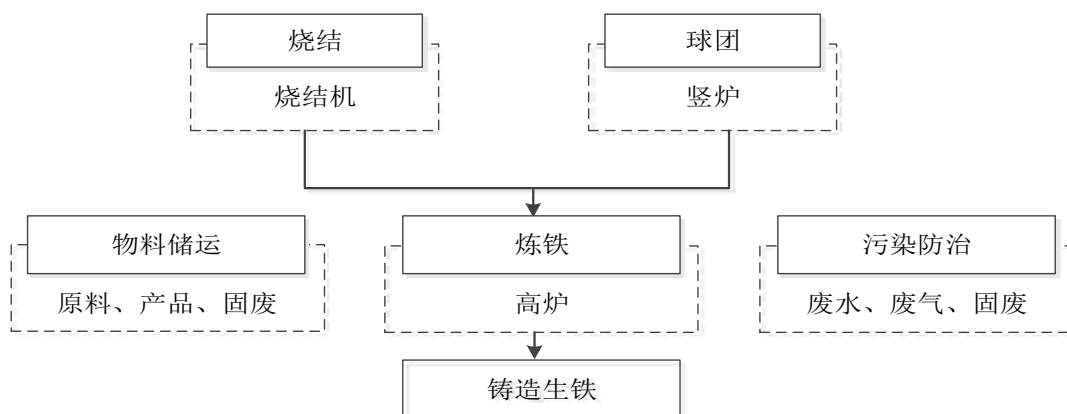 烧结
球团
烧结机
竖炉
物料储运
炼铁
污染防治
原料、产品、固废
高炉
废水、废气、固废
铸造生铁